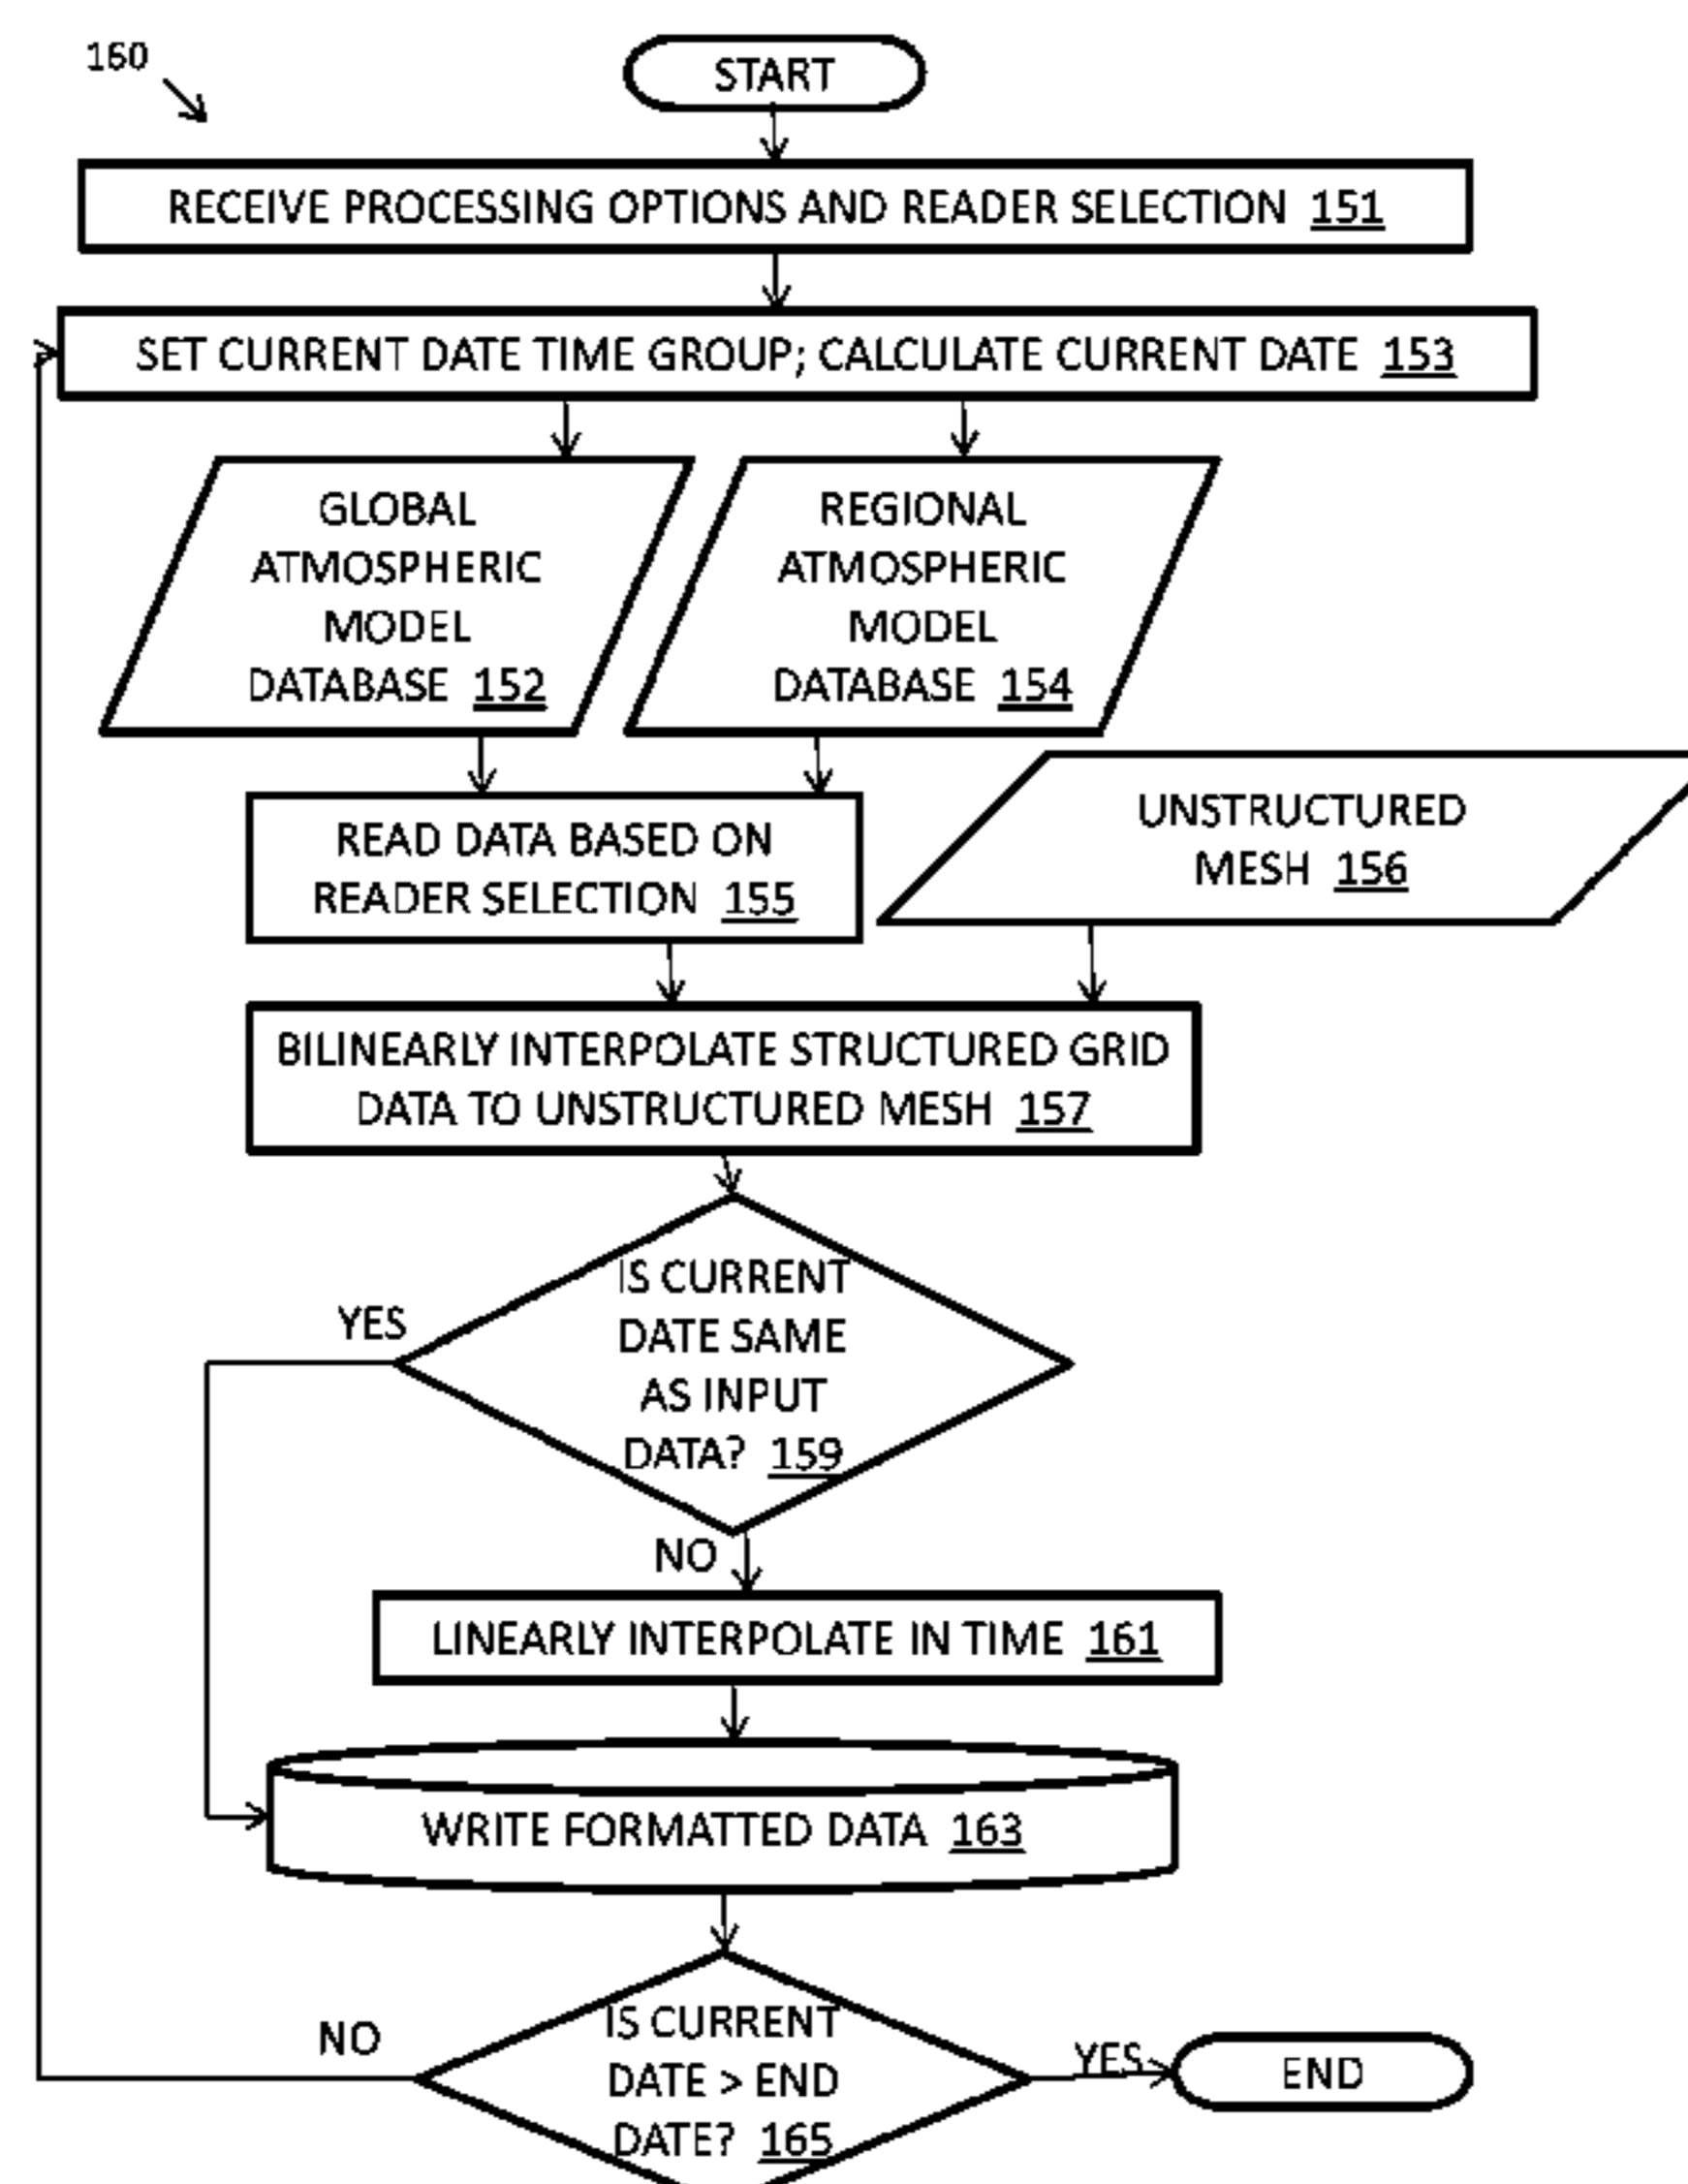 160
START
RECEIVE PROCESSING OPTIONS AND READER SELECTION 151
SET CURRENT DATE TIME GROUP; CALCULATE CURRENT DATE 153
GLOBAL
ATMOSPHERIC
MODEL
DATABASE 152
REGIONAL
ATMOSPHERIC
MODEL
DATABASE 154
READ DATA BASED ON
READER SELECTION 155
UNSTRUCTURED
MESH 156
BILINEARLY INTERPOLATE STRUCTURED GRID
DATA TO UNSTRUCTURED MESH 157
IS CURRENT
DATE SAME
AS INPUT
DATA? 159
YES
NO
LINEARLY INTERPOLATE IN TIME 161
WRITE FORMATTED DATA 163
IS CURRENT
DATE > END
DATE? 165
NO
YES
END